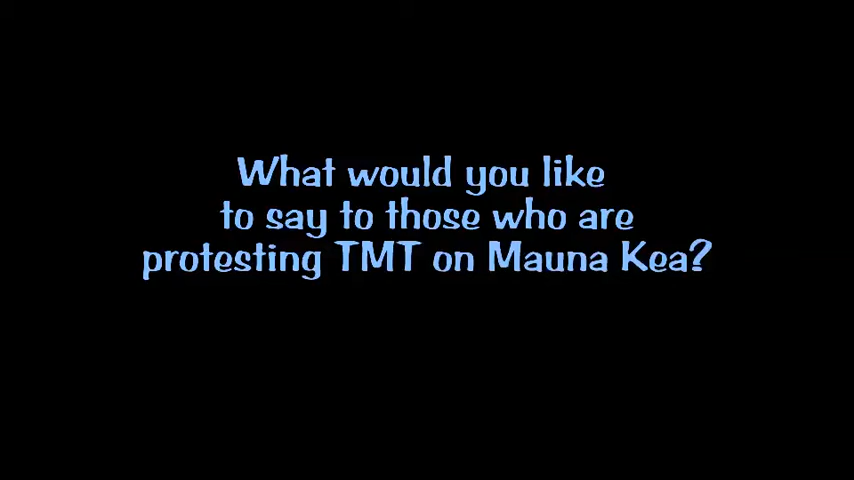 What would you like
to say to those who are
protesting TMT on Mauna Kea?